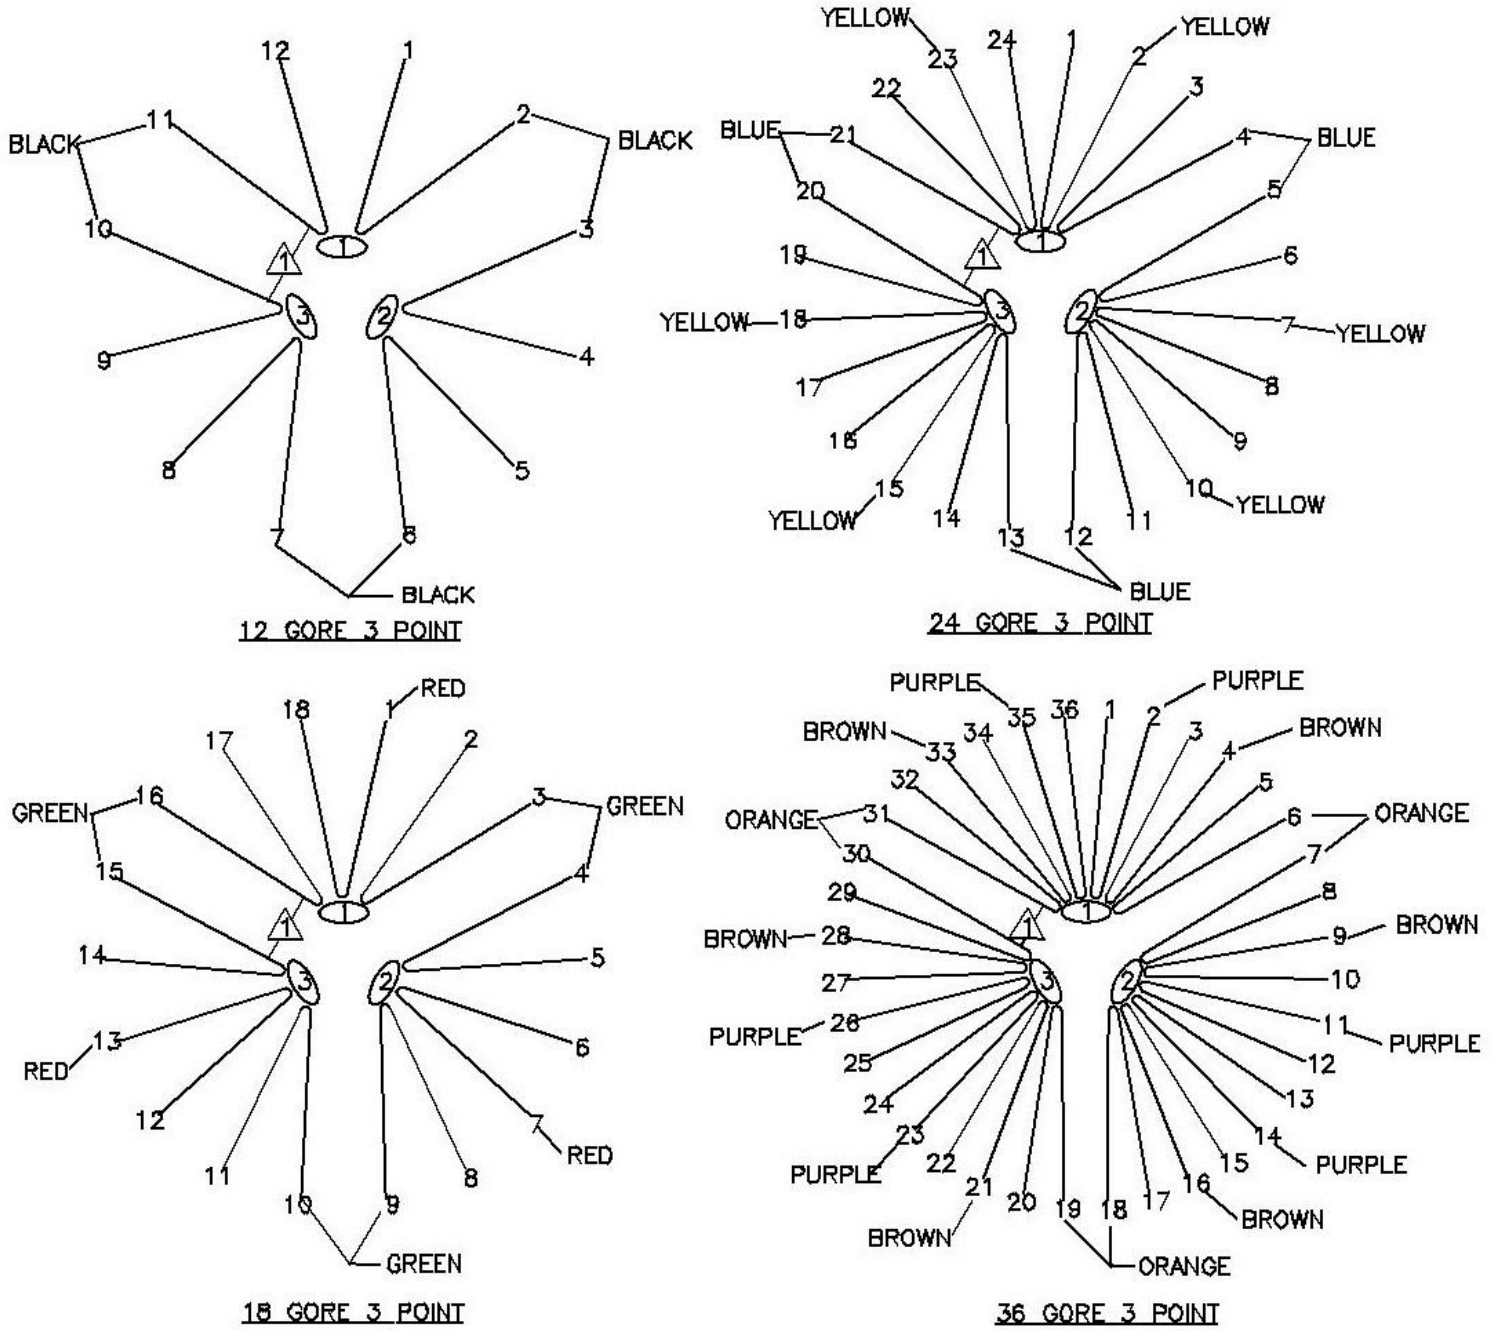 12 1
11 2
BLACK BLACK
10 3
1 1
3 2
9 4
8 5
7 6
BLACK
12 GORE 3 POINT
YELLOW 24 1 YELLOW
23 2
22 3
BLUE 21 4 BLUE
20 5
1 1
19 6
3 2
YELLOW 18 7 YELLOW
17 8
16 9
15 10
YELLOW 14 11 YELLOW
13 12
BLUE
24 GORE 3 POINT
18 1 RED
17 2
GREEN 16 3 GREEN
15 4
1 1
14 5
3 2
13 6
RED
12 7
RED
11 8
10 9
GREEN
18 GORE 3 POINT
PURPLE 35 36 1 2 PURPLE
BROWN 34 3 BROWN
33 4
32 5
ORANGE 31 6 ORANGE
30 7
29 8
1 1
BROWN 28 9 BROWN
27 3 2 10
PURPLE 26 11 PURPLE
25 12
24 13
23 14
PURPLE 22 15 PURPLE
21 16
20 17
19 18
BROWN BROWN
ORANGE
36 GORE 3 POINT